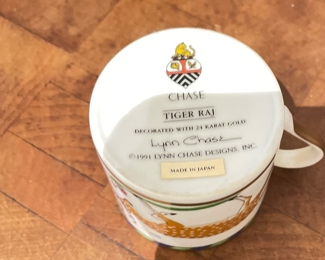 CHASE
TIGER RAJ
DECORATED WITH 24 KARAT GOLD
Lynn Chase
©1991 LYNN CHASE DESIGNS, INC.
MADE IN JAPAN